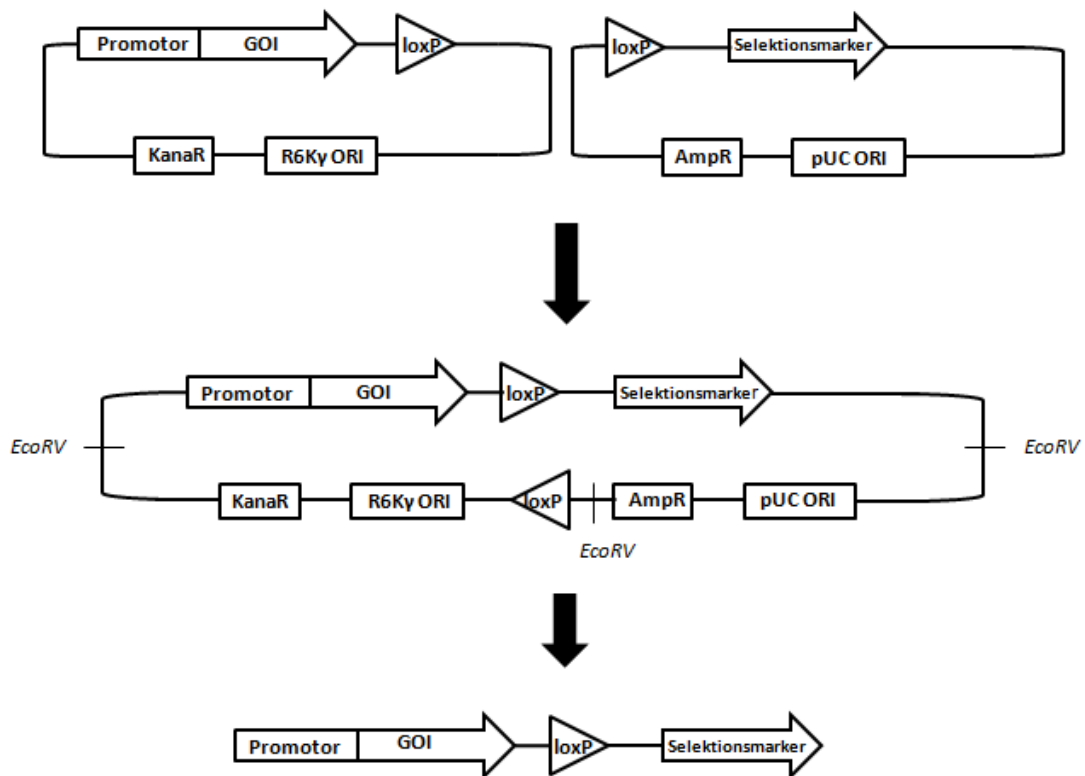 Promotor GOI loxP
loxP Selektionsmarker
KanaR R6Kγ ORI
AmpR pUC ORI
Promotor GOI loxP Selektionsmarker
EcoRV EcoRV
KanaR R6Kγ ORI loxP AmpR pUC ORI
EcoRV
Promotor GOI loxP Selektionsmarker